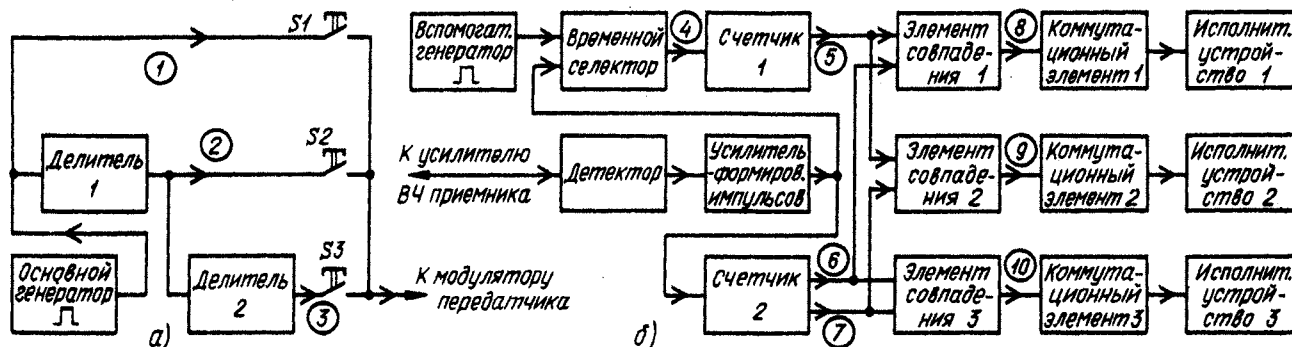 S1
1
2
S2
Делитель
1
S3
Основной
генератор
Делитель
2
3
К модулятору
передатчика
а)
Вспомогат.
генератор
Временной
селектор
4
Счетчик
1
5
Элемент
совпаде-
ния 1
8
Коммута-
ционный
элемент 1
Исполнит.
устрой-
ство 1
К усилителю
ВЧ приемника
Детектор
Усилитель
-формиров.
импульсов
Элемент
совпаде-
ния 2
9
Коммута-
ционный
элемент 2
Исполнит.
устрой-
ство 2
Счетчик
2
6
7
Элемент
совпаде-
ния 3
10
Коммута-
ционный
элемент 3
Исполнит.
устрой-
ство 3
б)